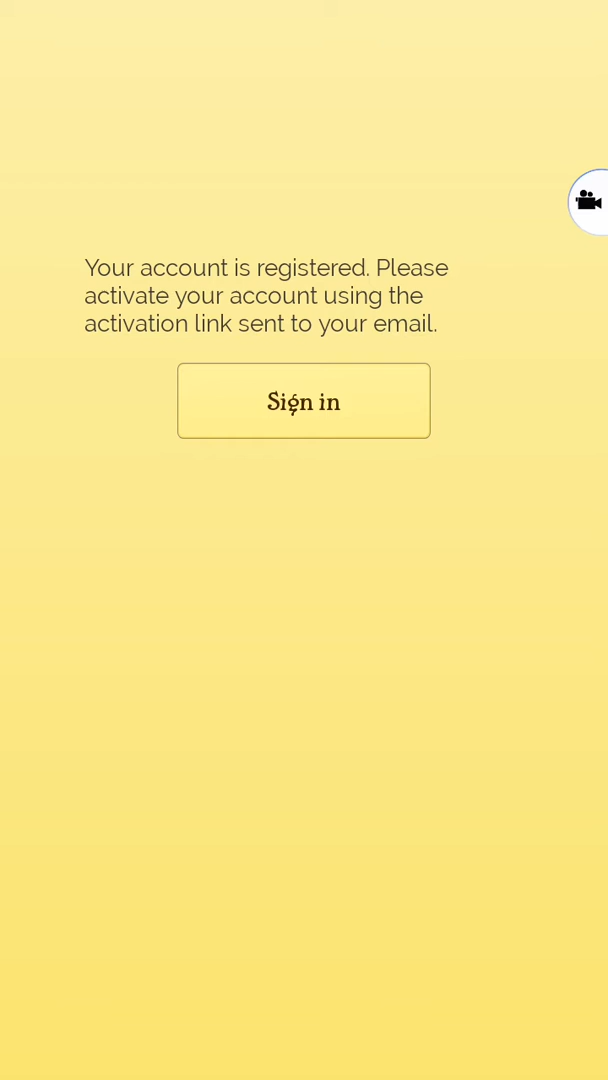 Your account is registered. Please
activate your account using the
activation link sent to your email.
Sign in